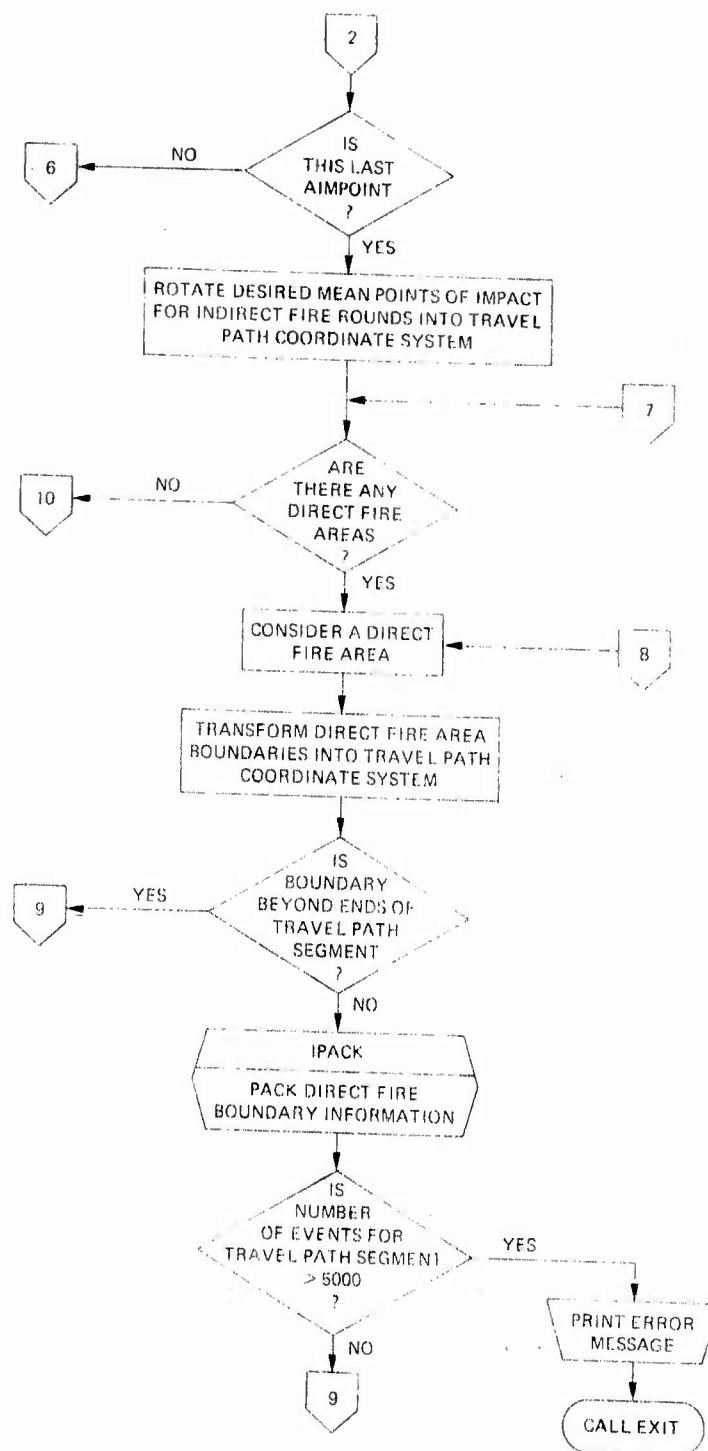 2
IS
THIS LAST
AIMPOINT
?
NO
6
YES
ROTATE DESIRED MEAN POINTS OF IMPACT
FOR INDIRECT FIRE ROUNDS INTO TRAVEL
PATH COORDINATE SYSTEM
7
ARE
THERE ANY
DIRECT FIRE
AREAS
?
NO
10
YES
CONSIDER A DIRECT
FIRE AREA
8
TRANSFORM DIRECT FIRE AREA
BOUNDARIES INTO TRAVEL PATH
COORDINATE SYSTEM
IS
BOUNDARY
BEYOND ENDS OF
TRAVEL PATH
SEGMENT
?
YES
9
NO
IPACK
PACK DIRECT FIRE
BOUNDARY INFORMATION
IS
NUMBER
OF EVENTS FOR
TRAVEL PATH SEGMENT
> 5000
?
YES
PRINT ERROR
MESSAGE
NO
9
CALL EXIT